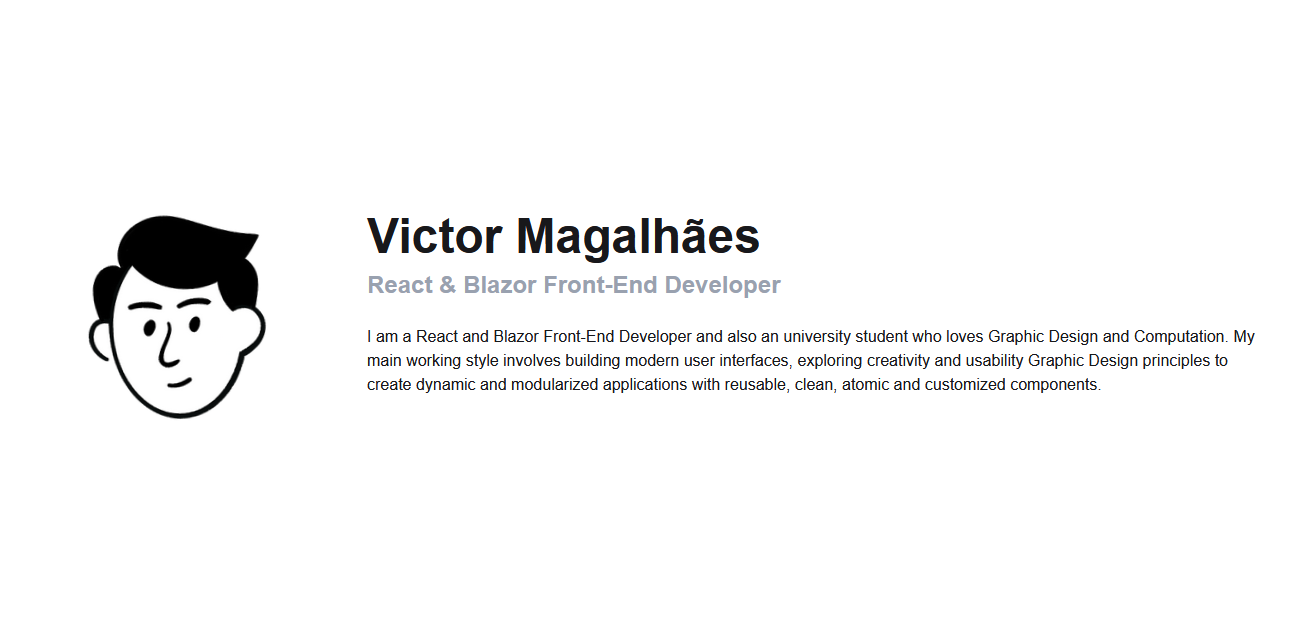 Victor Magalhães
React & Blazor Front-End Developer
I am a React and Blazor Front-End Developer and also an university student who loves Graphic Design and Computation. My
main working style involves building modern user interfaces, exploring creativity and usability Graphic Design principles to
create dynamic and modularized applications with reusable, clean, atomic and customized components.